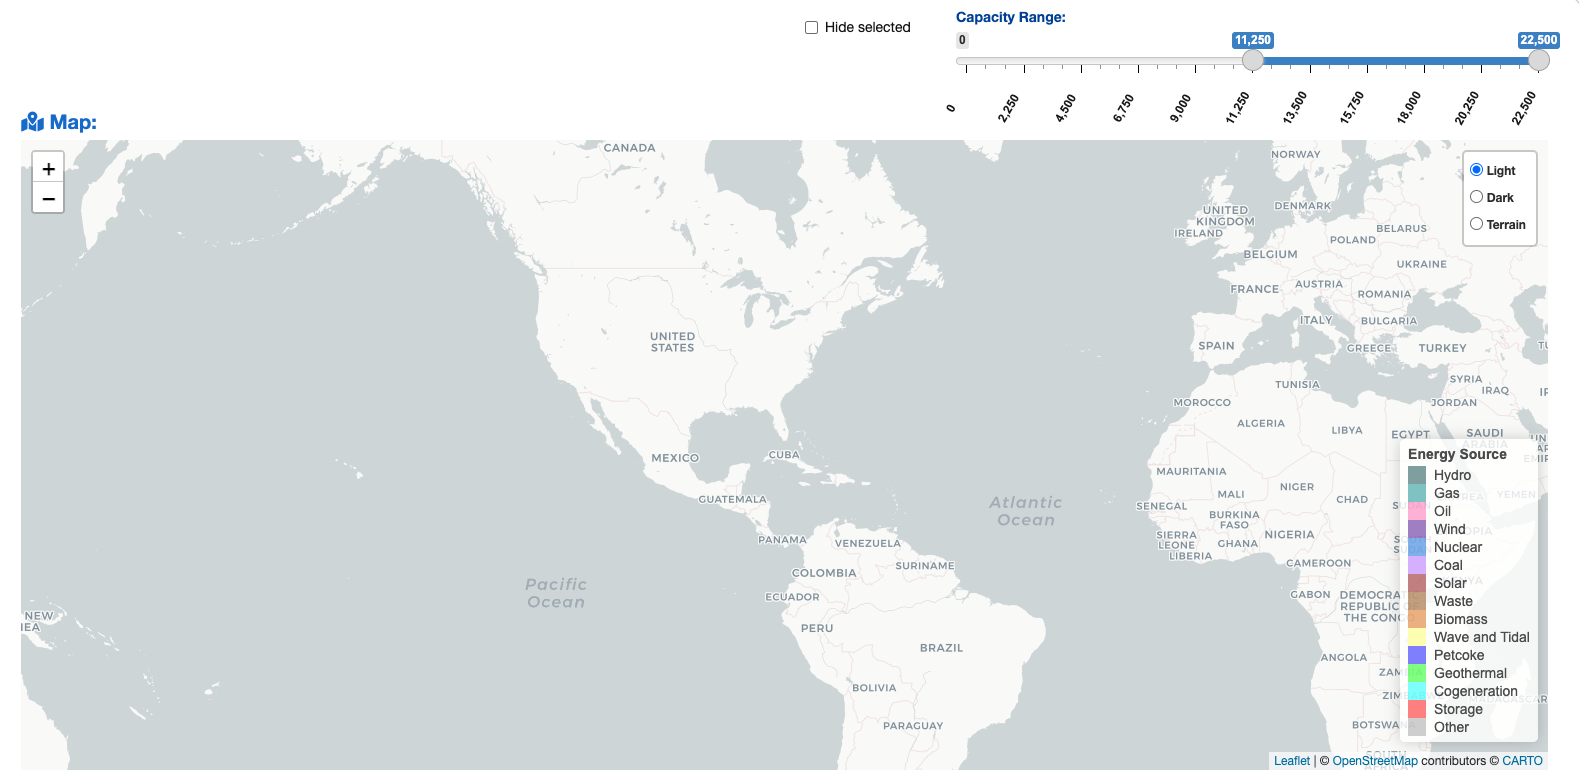 Hide selected
Capacity Range:
0
11,250
22,500
0
2,250
4,500
6,750
9,000
11,250
13,500
15,750
18,000
20,250
22,500
Map:
+
−
Light
Dark
Terrain
CANADA
NORWAY
UNITED
KINGDOM
DENMARK
IRELAND
BELARUS
POLAND
BELGIUM
UKRAINE
FRANCE
AUSTRIA
ROMANIA
ITALY
BULGARIA
UNITED
STATES
SPAIN
GREECE
TURKEY
TUNISIA
SYRIA
IRAQ
MOROCCO
JORDAN
ALGERIA
LIBYA
EGYPT
SAUDI
ARABIA
MEXICO
CUBA
MAURITANIA
GUATEMALA
MALI
NIGER
CHAD
YEMEN
Atlantic
Ocean
SENEGAL
BURKINA
FASO
SIERRA
LEONE
LIBERIA
GHANA
NIGERIA
PANAMA
VENEZUELA
CAMEROON
COLOMBIA
SURINAME
Pacific
Ocean
ECUADOR
GABON
DEMOCRATIC
REPUBLIC OF
THE CONGO
NEW
PERU
BRAZIL
ANGOLA
BOLIVIA
PARAGUAY
BOTSWANA
SOUTH
AFRICA
Energy Source
Hydro
Gas
Oil
Wind
Nuclear
Coal
Solar
Waste
Biomass
Wave and Tidal
Petcoke
Geothermal
Cogeneration
Storage
Other
Leaflet | © OpenStreetMap contributors © CARTO